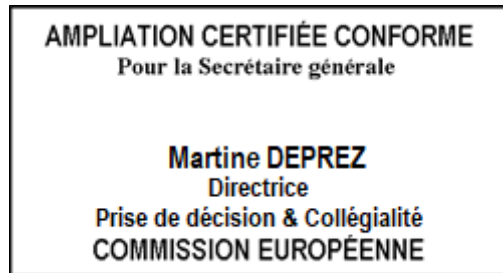 AMPLIATION CERTIFIÉE CONFORME
Pour la Secrétaire générale
Martine DEPREZ
Directrice
Prise de décision & Collégialité
COMMISSION EUROPÉENNE